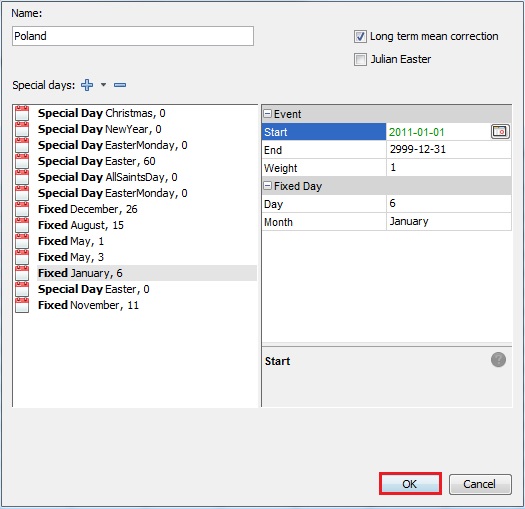 Name:
Poland
Long term mean correction
Julian Easter
Special days:
Special Day Christmas, 0
Special Day NewYear, 0
Special Day EasterMonday, 0
Special Day Easter, 60
Special Day AllSaintsDay, 0
Special Day EasterMonday, 0
Fixed December, 26
Fixed August, 15
Fixed May, 1
Fixed May, 3
Fixed January, 6
Special Day Easter, 0
Fixed November, 11
Event
Start 2011-01-01
End 2999-12-31
Weight 1
Fixed Day
Day 6
Month January
Start
?
OK Cancel